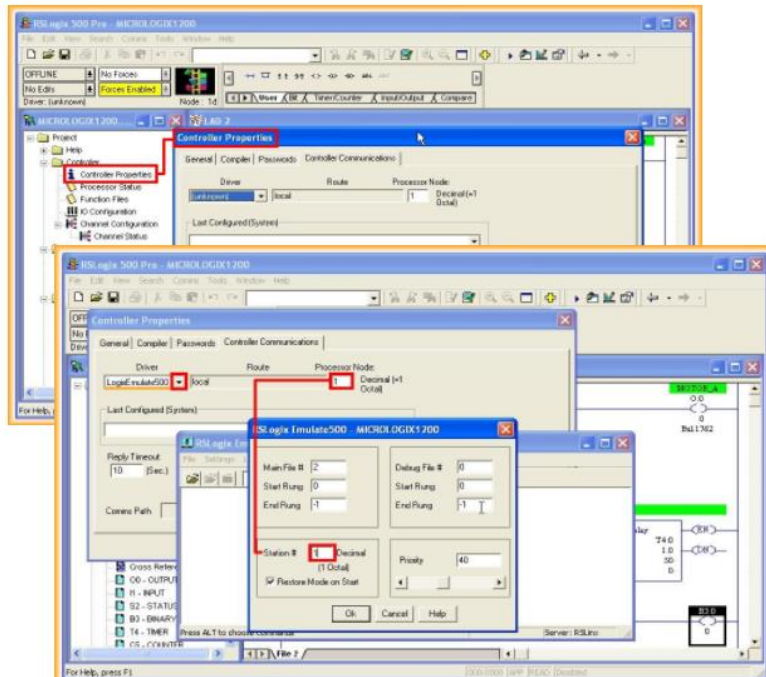 RSLogix 500 Pro - MICROLOGIX1200
File Edit View Search Comms Tools Window Help
OFFLINE
No Forces
No Edits
Forces Enabled
Driver: (unknown)
Node : 1d
User
Bit
Timer/Counter
Input/Output
Compare
MICROLOGIX1200
LAD 2
Project
Help
Controller
Controller Properties
Processor Status
Function Files
IO Configuration
Channel Configuration
Channel Status
Controller Properties
General
Compiler
Passwords
Controller Communications
Driver
Route
Processor Node:
(unknown)
local
1
Decimal (=1
Octal)
Last Configured (System)
For Help,
RSLogix 500 Pro - MICROLOGIX1200
File Edit View Search Comms Tools Window Help
Controller Properties
General
Compiler
Passwords
Controller Communications
Driver
Route
Processor Node:
LogixEmulate500
local
1
Decimal (=1
Octal)
Last Configured (System)
Reply Timeout:
10
(Sec.)
Comms Path
RSLogix Em
File Settings
RSLogix Emulate500 - MICROLOGIX1200
Main File #
2
Start Rung
0
End Rung
-1
Debug File #
0
Start Rung
0
End Rung
-1
Station #
1
Decimal
(1 Octal)
Restore Mode on Start
Priority
40
Ok
Cancel
Help
Press ALT to choose commands
Server: RSLinx
MOTOR_A
O:0
0
Bul.1762
T4:0
1.0
50
0
EN
DN
B3:0
0
Cross Refere
O0 - OUTPUT
I1 - INPUT
S2 - STATUS
B3 - BINARY
T4 - TIMER
C5 - COUNTER
File 2
For Help, press F1